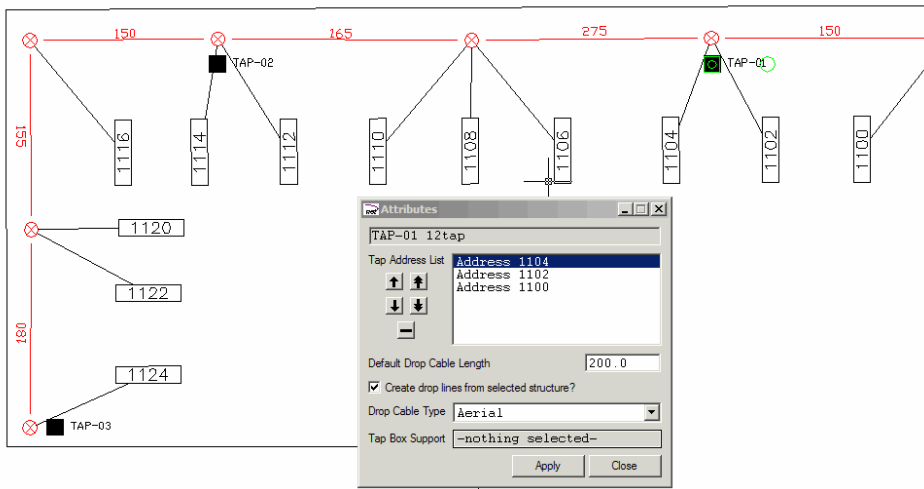 150
165
275
150
TAP-02
TAP-01
155
1116
1114
1112
1110
1108
1106
1104
1102
1100
1120
1122
180
1124
TAP-03
Attributes
TAP-01 12tap
Tap Address List
Address 1104
Address 1102
Address 1100
Default Drop Cable Length
200.0
Create drop lines from selected structure?
Drop Cable Type
Aerial
Tap Box Support
-nothing selected-
Apply
Close